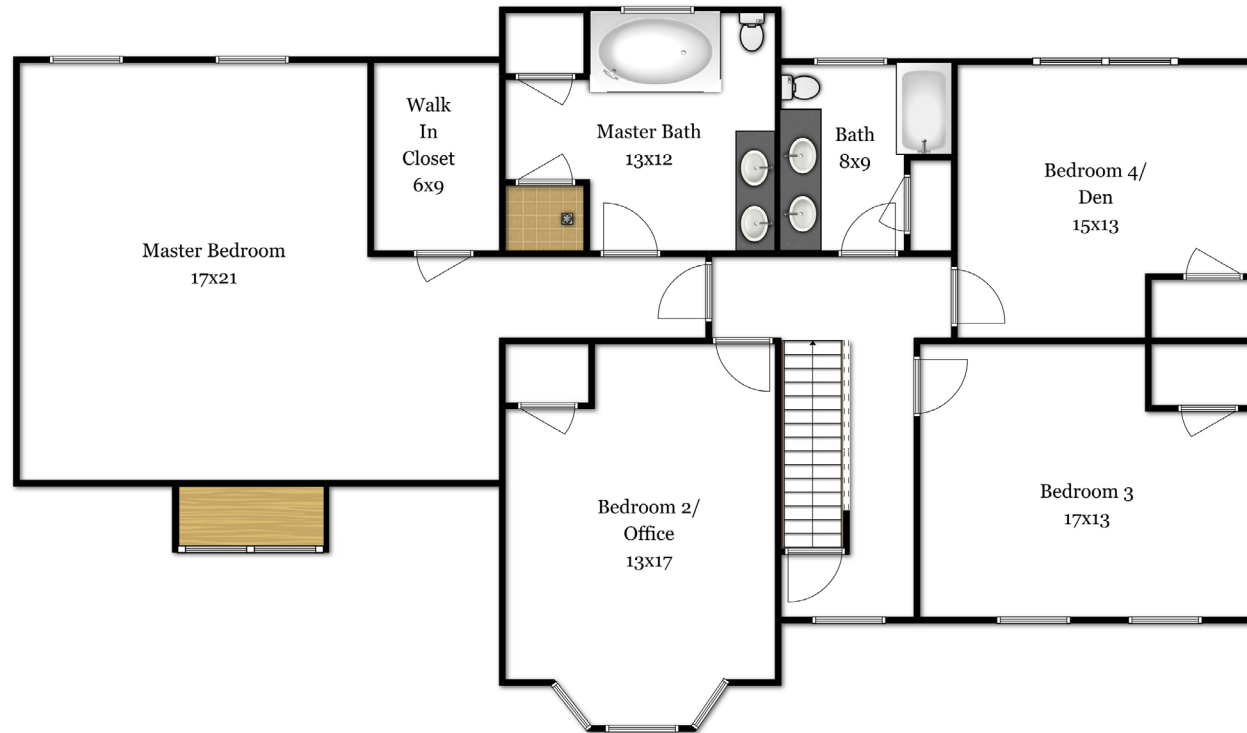 Walk
In
Closet
6x9
Master Bath
13x12
Bath
8x9
Bedroom 4/
Den
15x13
Master Bedroom
17x21
Bedroom 2/
Office
13x17
Bedroom 3
17x13